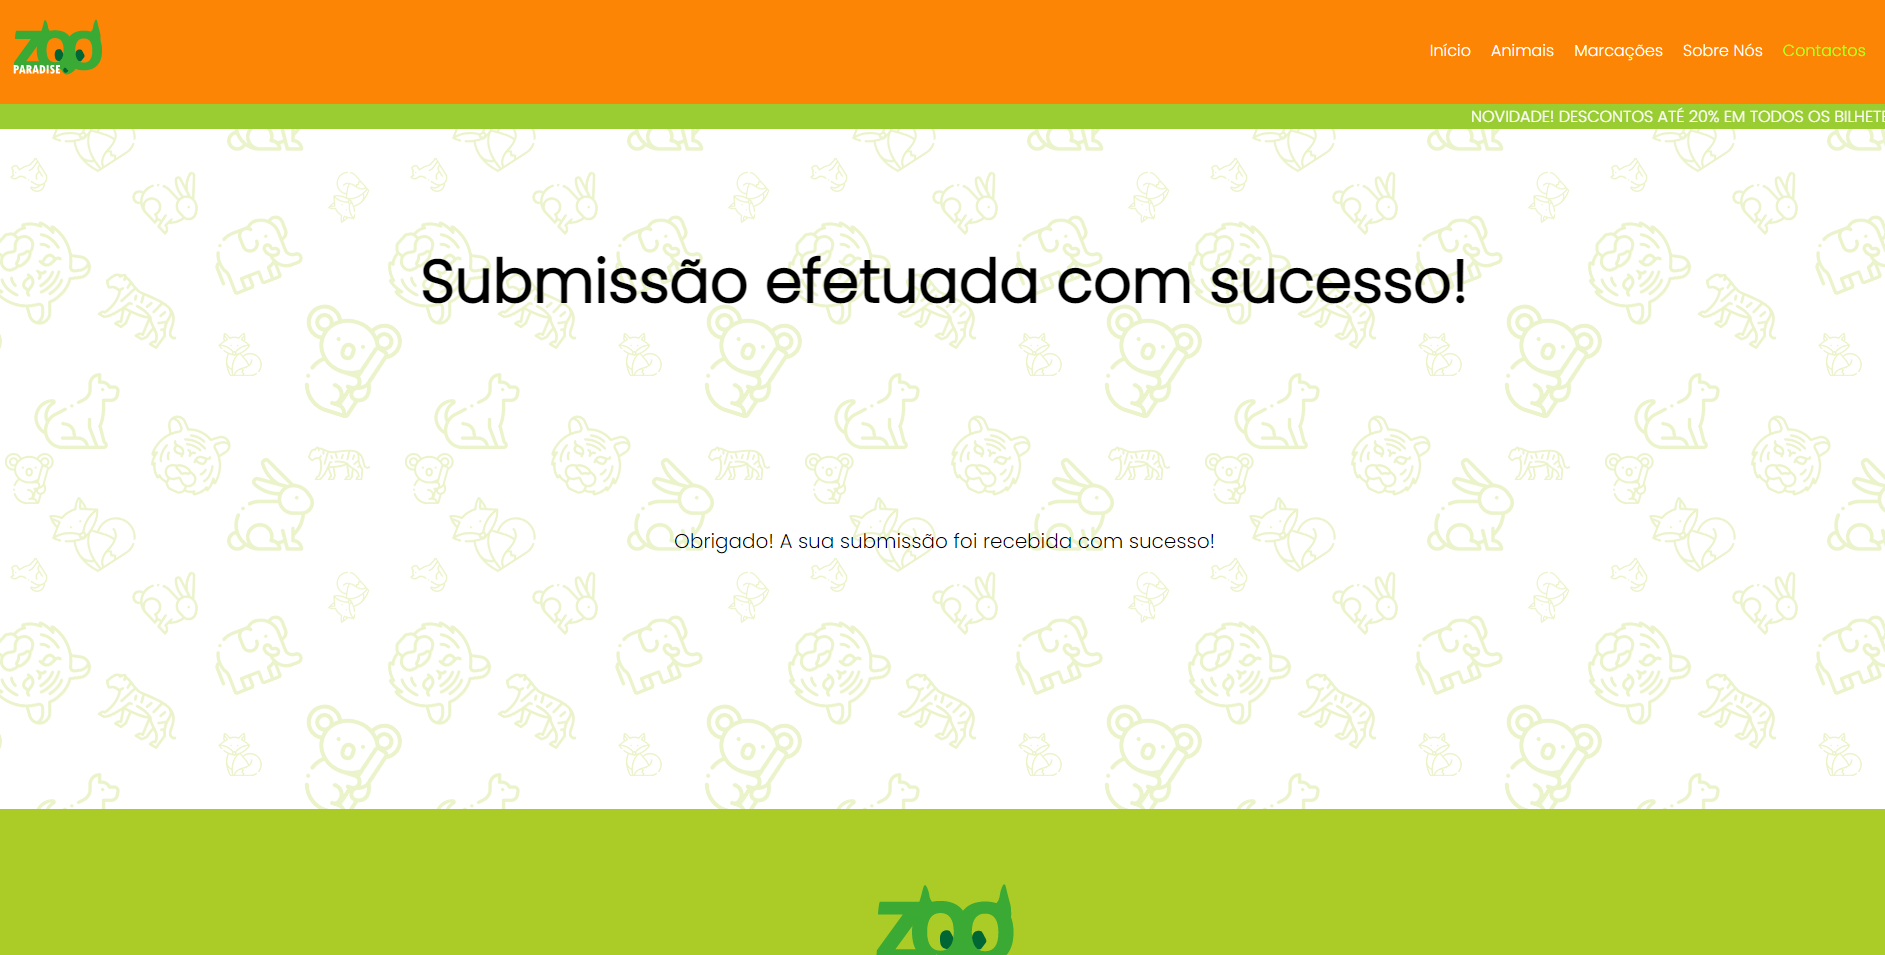 zoo
PARADISE
Início Animais Marcações Sobre Nós Contactos
NOVIDADE! DESCONTOS ATÉ 20% EM TODOS OS BILHETE
Submissão efetuada com sucesso!
Obrigado! A sua submissão foi recebida com sucesso!
zoo